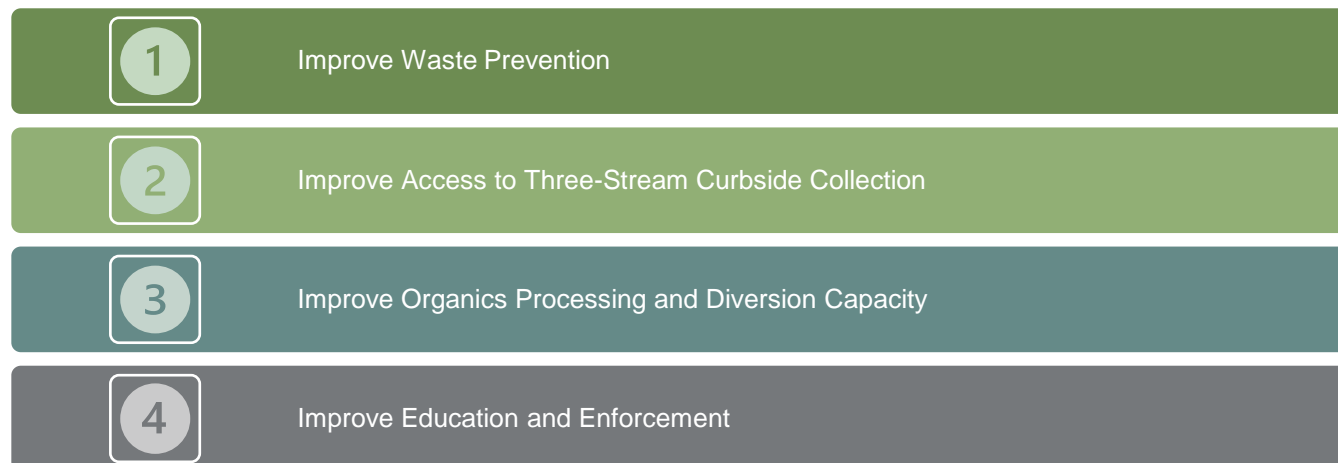 1 Improve Waste Prevention
2 Improve Access to Three-Stream Curbside Collection
3 Improve Organics Processing and Diversion Capacity
4 Improve Education and Enforcement